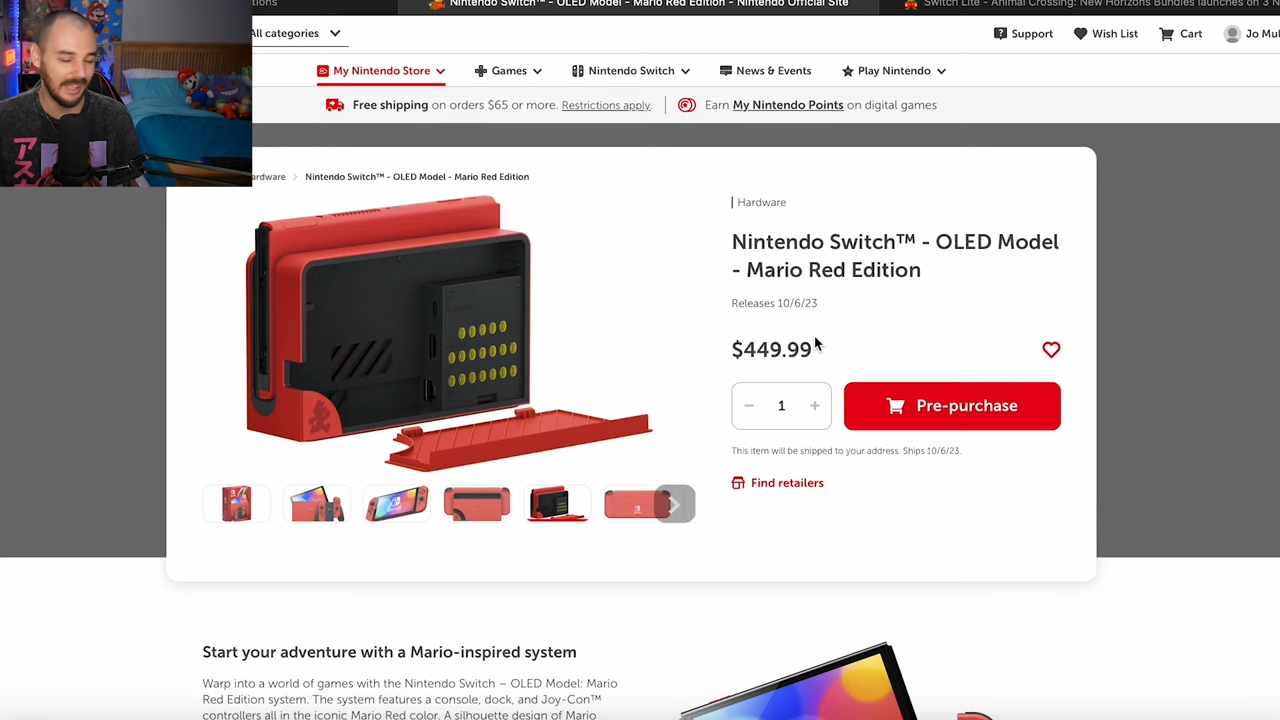 tions
Nintendo Switch™ - OLED Model - Mario Red Edition - Nintendo Official Site
Switch Lite - Animal Crossing: New Horizons Bundles launches on 3 N
All categories
Support
Wish List
Cart
Jo Mul
My Nintendo Store
Games
Nintendo Switch
News & Events
Play Nintendo
Free shipping on orders $65 or more. Restrictions apply.
Earn My Nintendo Points on digital games
ardware
Nintendo Switch™ - OLED Model - Mario Red Edition
アス
Hardware
Nintendo Switch™ - OLED Model
- Mario Red Edition
Releases 10/6/23
$449.99
1
Pre-purchase
This item will be shipped to your address. Ships 10/6/23.
Find retailers
Start your adventure with a Mario-inspired system
Warp into a world of games with the Nintendo Switch – OLED Model: Mario
Red Edition system. The system features a console, dock, and Joy-Con™
controllers all in the iconic Mario Red color. A silhouette design of Mario